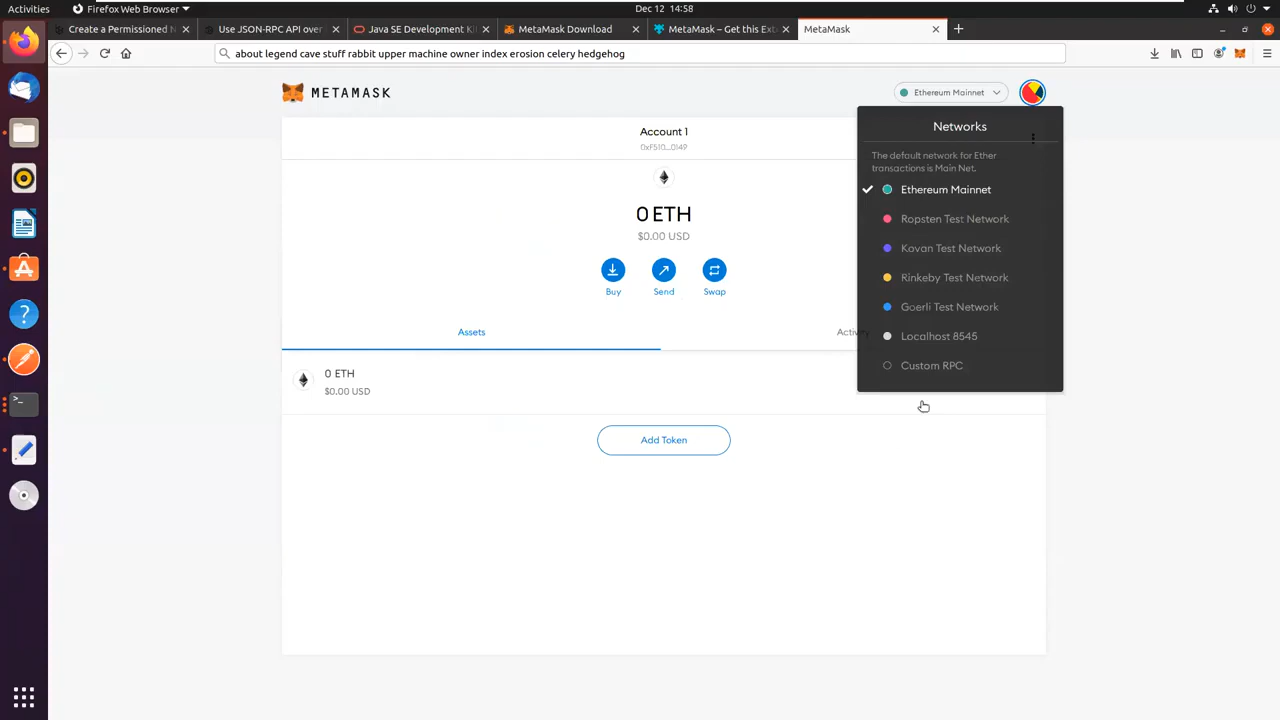 Activities
Firefox Web Browser
Dec 12 14:58
Create a Permissioned N
Use JSON-RPC API over
Java SE Development Ki
MetaMask Download
MetaMask – Get this Ext
MetaMask
about legend cave stuff rabbit upper machine owner index erosion celery hedgehog
METAMASK
Ethereum Mainnet
Account 1
0xF510...0149
0 ETH
$0.00 USD
Buy
Send
Swap
Assets
Activity
0 ETH
$0.00 USD
Add Token
Networks
The default network for Ether
transactions is Main Net.
Ethereum Mainnet
Ropsten Test Network
Kovan Test Network
Rinkeby Test Network
Goerli Test Network
Localhost 8545
Custom RPC